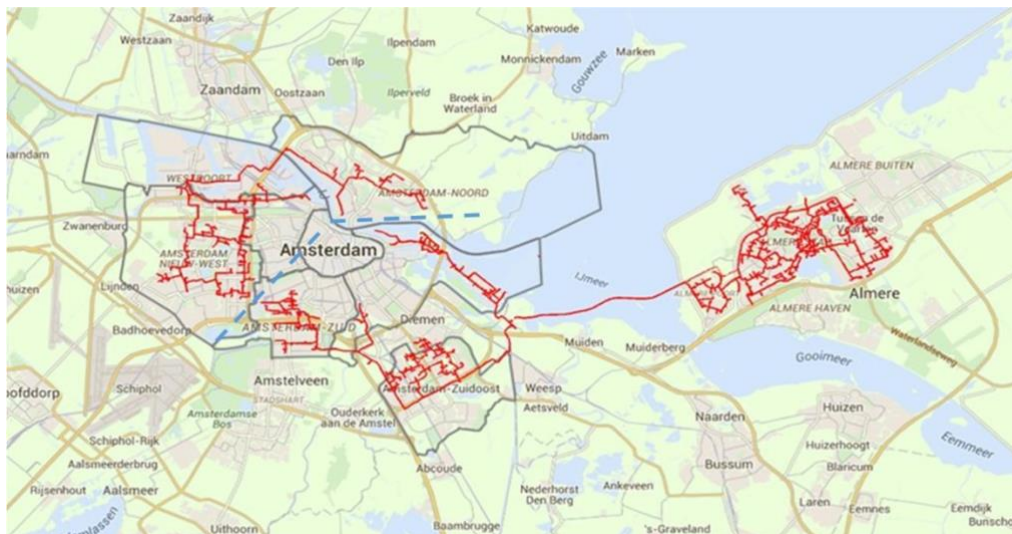 Zaandijk
Westzaan
Katwoude
Ilpendam
Marken
Den Ilp
Monnickendam
Gouwzee
Zaandam
Oostzaan
Ilperveld
Broek in
Waterland
Uitdam
ALMERE BUITEN
AMSTERDAM-NOORD
Zwanenburg
Amsterdam
AMSTERDAM
NIEUW-WEST
IJmeer
Lijnden
Almere
ALMERE HAVEN
Diemen
Badhoevedorp
AMSTERDAM-ZUID
Muiden
Muiderberg
Waterlandseweg
Gooimeer
Schiphol
Amstelveen
STADSHART
Amsterdam-Zuidoost
Weesp
Aetsveld
Amsterdamse
Bos
Ouderkerk
aan de Amstel
Naarden
Huizen
Schiphol-Rijk
Huizerhoogt
Eemmeer
Aalsmeerderbrug
Abcoude
Bussum
Blaricum
Rijsenhout
Aalsmeer
Nederhorst
Den Berg
Ankeveen
Laren
Eemnes
Eemdijk
Uithoorn
Baambrugge
's-Graveland